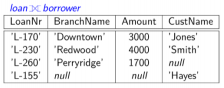 loan ⟗ borrower
LoanNr BranchName Amount CustName
'L-170' 'Downtown' 3000 'Jones'
'L-230' 'Redwood' 4000 'Smith'
'L-260' 'Perryridge' 1700 null
'L-155' null null 'Hayes'